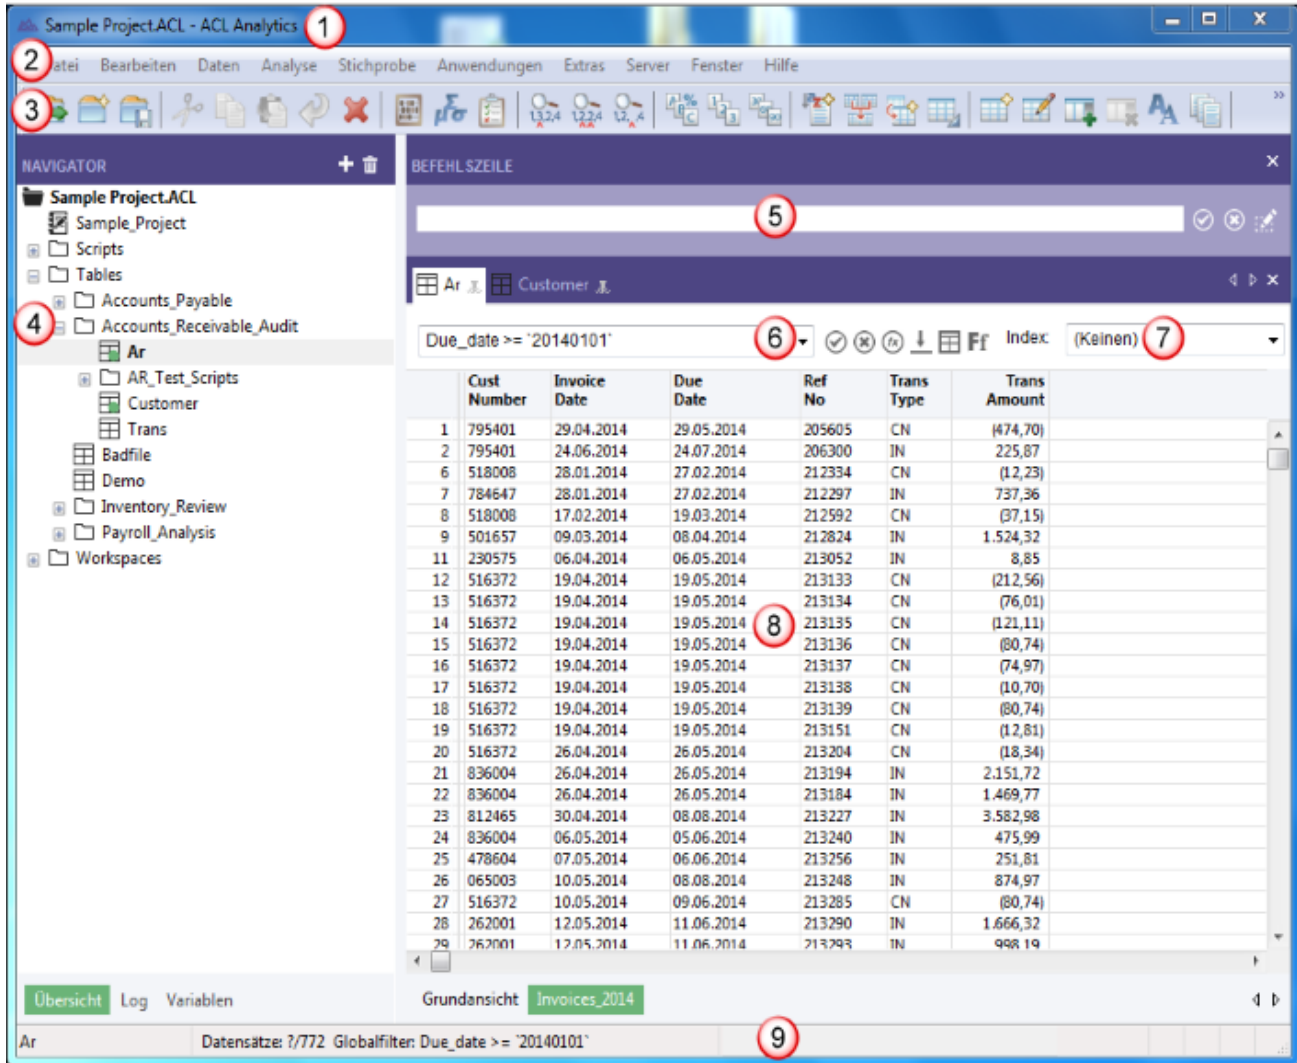 Sample Project.ACL - ACL Analytics 1
2 atei Bearbeiten Daten Analyse Stichprobe Anwendungen Extras Server Fenster Hilfe
3
NAVIGATOR
Sample Project.ACL
Sample_Project
Scripts
Tables
Accounts_Payable
4 Accounts_Receivable_Audit
Ar
AR_Test_Scripts
Customer
Trans
Badfile
Demo
Inventory_Review
Payroll_Analysis
Workspaces
Übersicht Log Variablen
BEFEHLSZEILE
5
Ar Customer
Due_date >= `20140101` 6 Ff Index: (Keinen) 7
Cust Number Invoice Date Due Date Ref No Trans Type Trans Amount
1 795401 29.04.2014 29.05.2014 205605 CN (474,70)
2 795401 24.06.2014 24.07.2014 206300 IN 225,87
6 518008 28.01.2014 27.02.2014 212334 CN (12,23)
7 784647 28.01.2014 27.02.2014 212297 IN 737,36
8 518008 17.02.2014 19.03.2014 212592 CN (37,15)
9 501657 09.03.2014 08.04.2014 212824 IN 1.524,32
11 230575 06.04.2014 06.05.2014 213052 IN 8,85
12 516372 19.04.2014 19.05.2014 213133 CN (212,56)
13 516372 19.04.2014 19.05.2014 213134 CN (76,01)
14 516372 19.04.2014 19.05.2014 8 213135 CN (121,11)
15 516372 19.04.2014 19.05.2014 213136 CN (80,74)
16 516372 19.04.2014 19.05.2014 213137 CN (74,97)
17 516372 19.04.2014 19.05.2014 213138 CN (10,70)
18 516372 19.04.2014 19.05.2014 213139 CN (80,74)
19 516372 19.04.2014 19.05.2014 213151 CN (12,81)
20 516372 26.04.2014 26.05.2014 213204 CN (18,34)
21 836004 26.04.2014 26.05.2014 213194 IN 2.151,72
22 836004 26.04.2014 26.05.2014 213184 IN 1.469,77
23 812465 30.04.2014 08.08.2014 213227 IN 3.582,98
24 836004 06.05.2014 05.06.2014 213240 IN 475,99
25 478604 07.05.2014 06.06.2014 213256 IN 251,81
26 065003 10.05.2014 08.08.2014 213248 IN 874,97
27 516372 10.05.2014 09.06.2014 213285 CN (80,74)
28 262001 12.05.2014 11.06.2014 213290 IN 1.666,32
29 262001 12.05.2014 11.06.2014 213293 IN 998,19
Grundansicht Invoices_2014
Ar Datensätze: ?/772 Globalfilter: Due_date >= `20140101` 9